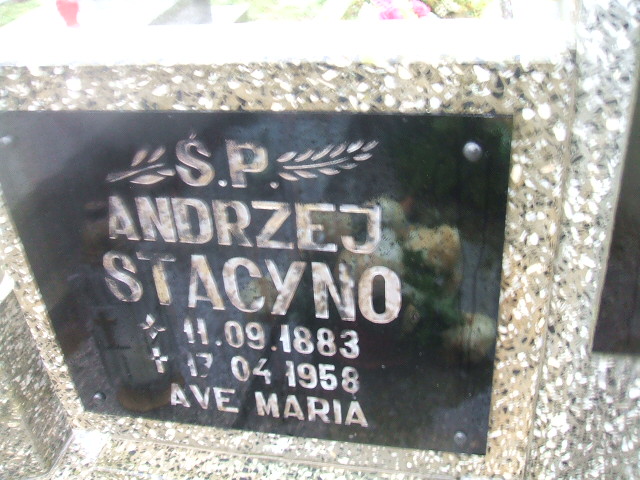 Ś.P.
ANDRZEJ
STACYNO
11.09.1883
17.04.1958
AVE MARIA